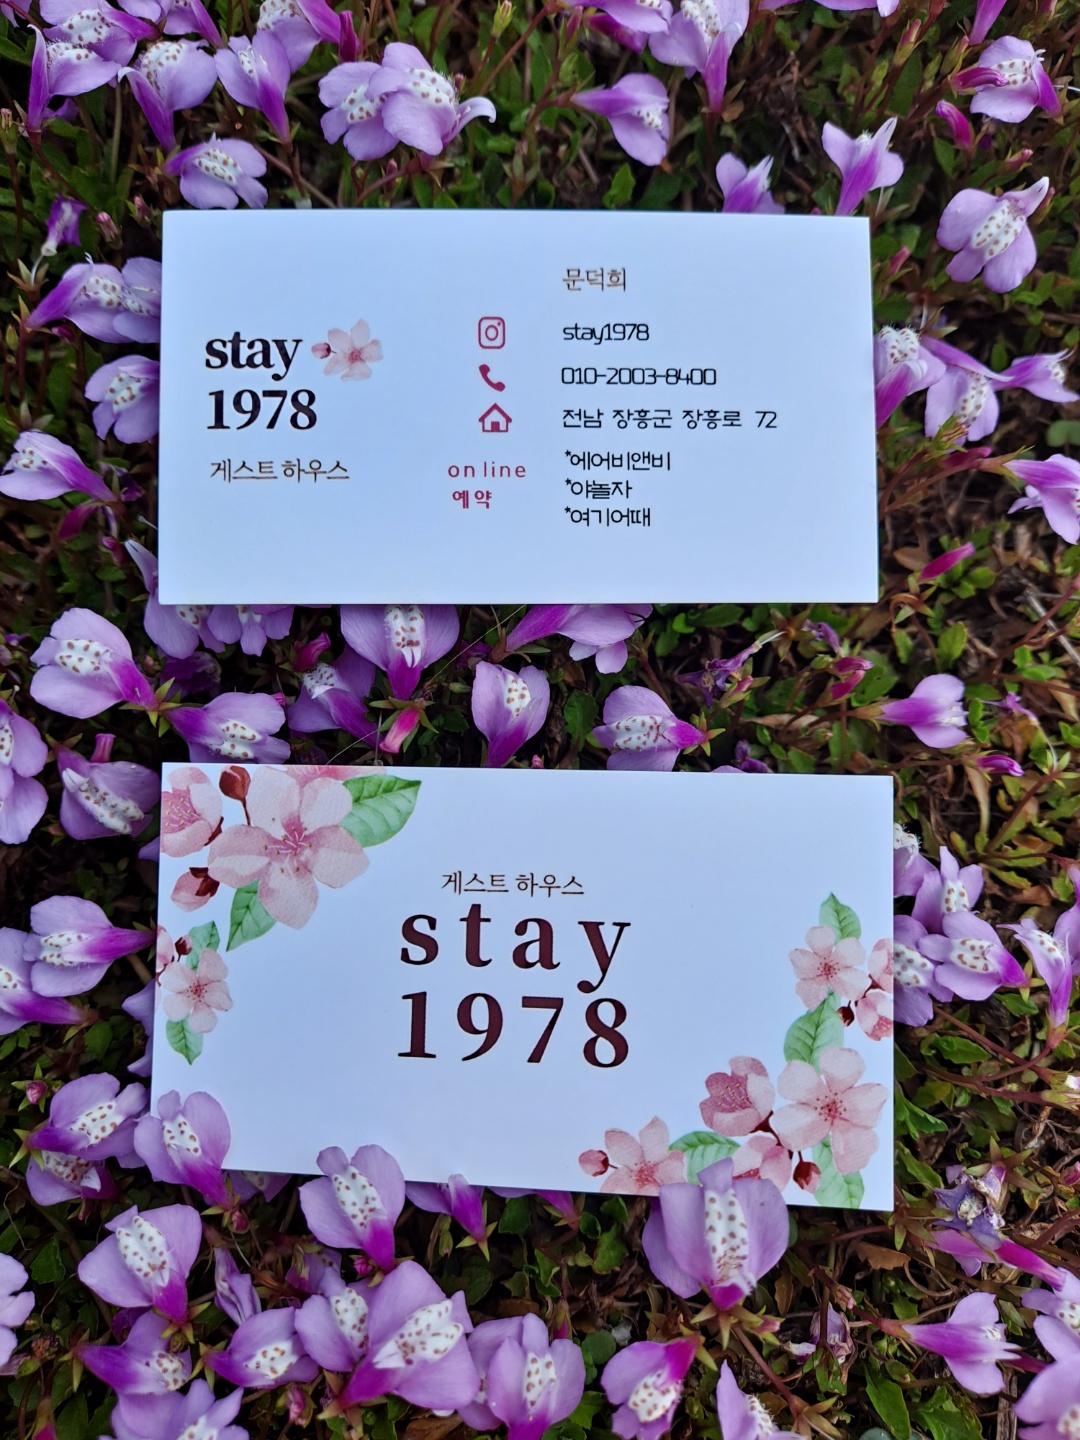 stay
1978
게스트 하우스
문덕희
stay1978
010-2003-8400
전남 장흥군 장흥로 72
online
예약
*에어비앤비
*야놀자
*여기어때
게스트 하우스
stay
1978